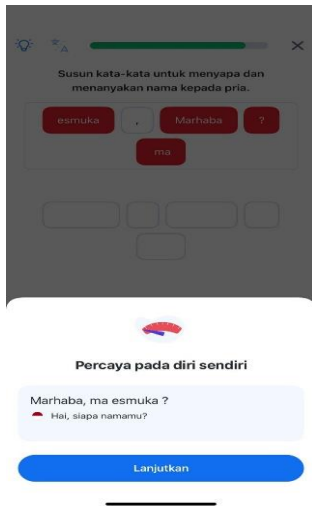 Susun kata-kata untuk menyapa dan
menanyakan nama kepada pria.
esmuka , Marhaba ?
ma
Percaya pada diri sendiri
Marhaba, ma esmuka ?
Hai, siapa namamu?
Lanjutkan